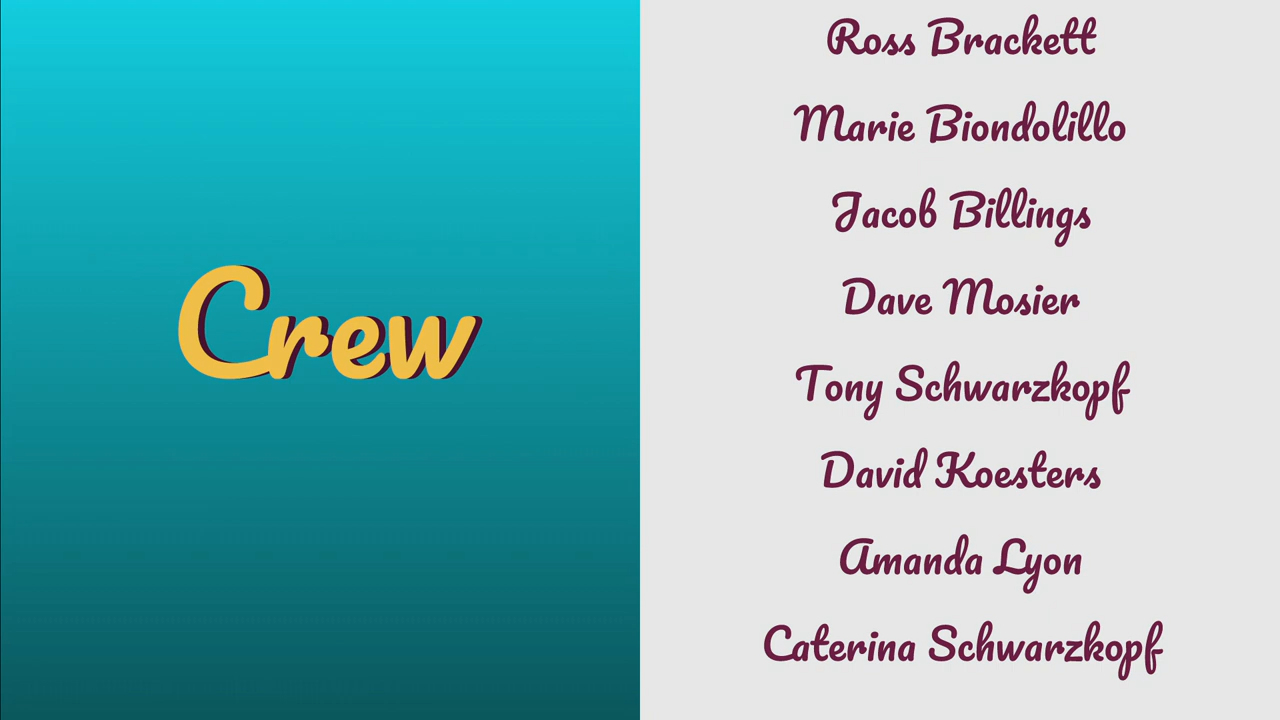 Crew
Ross Brackett
Marie Biondolillo
Jacob Billings
Dave Mosier
Tony Schwarzkopf
David Koesters
Amanda Lyon
Caterina Schwarzkopf